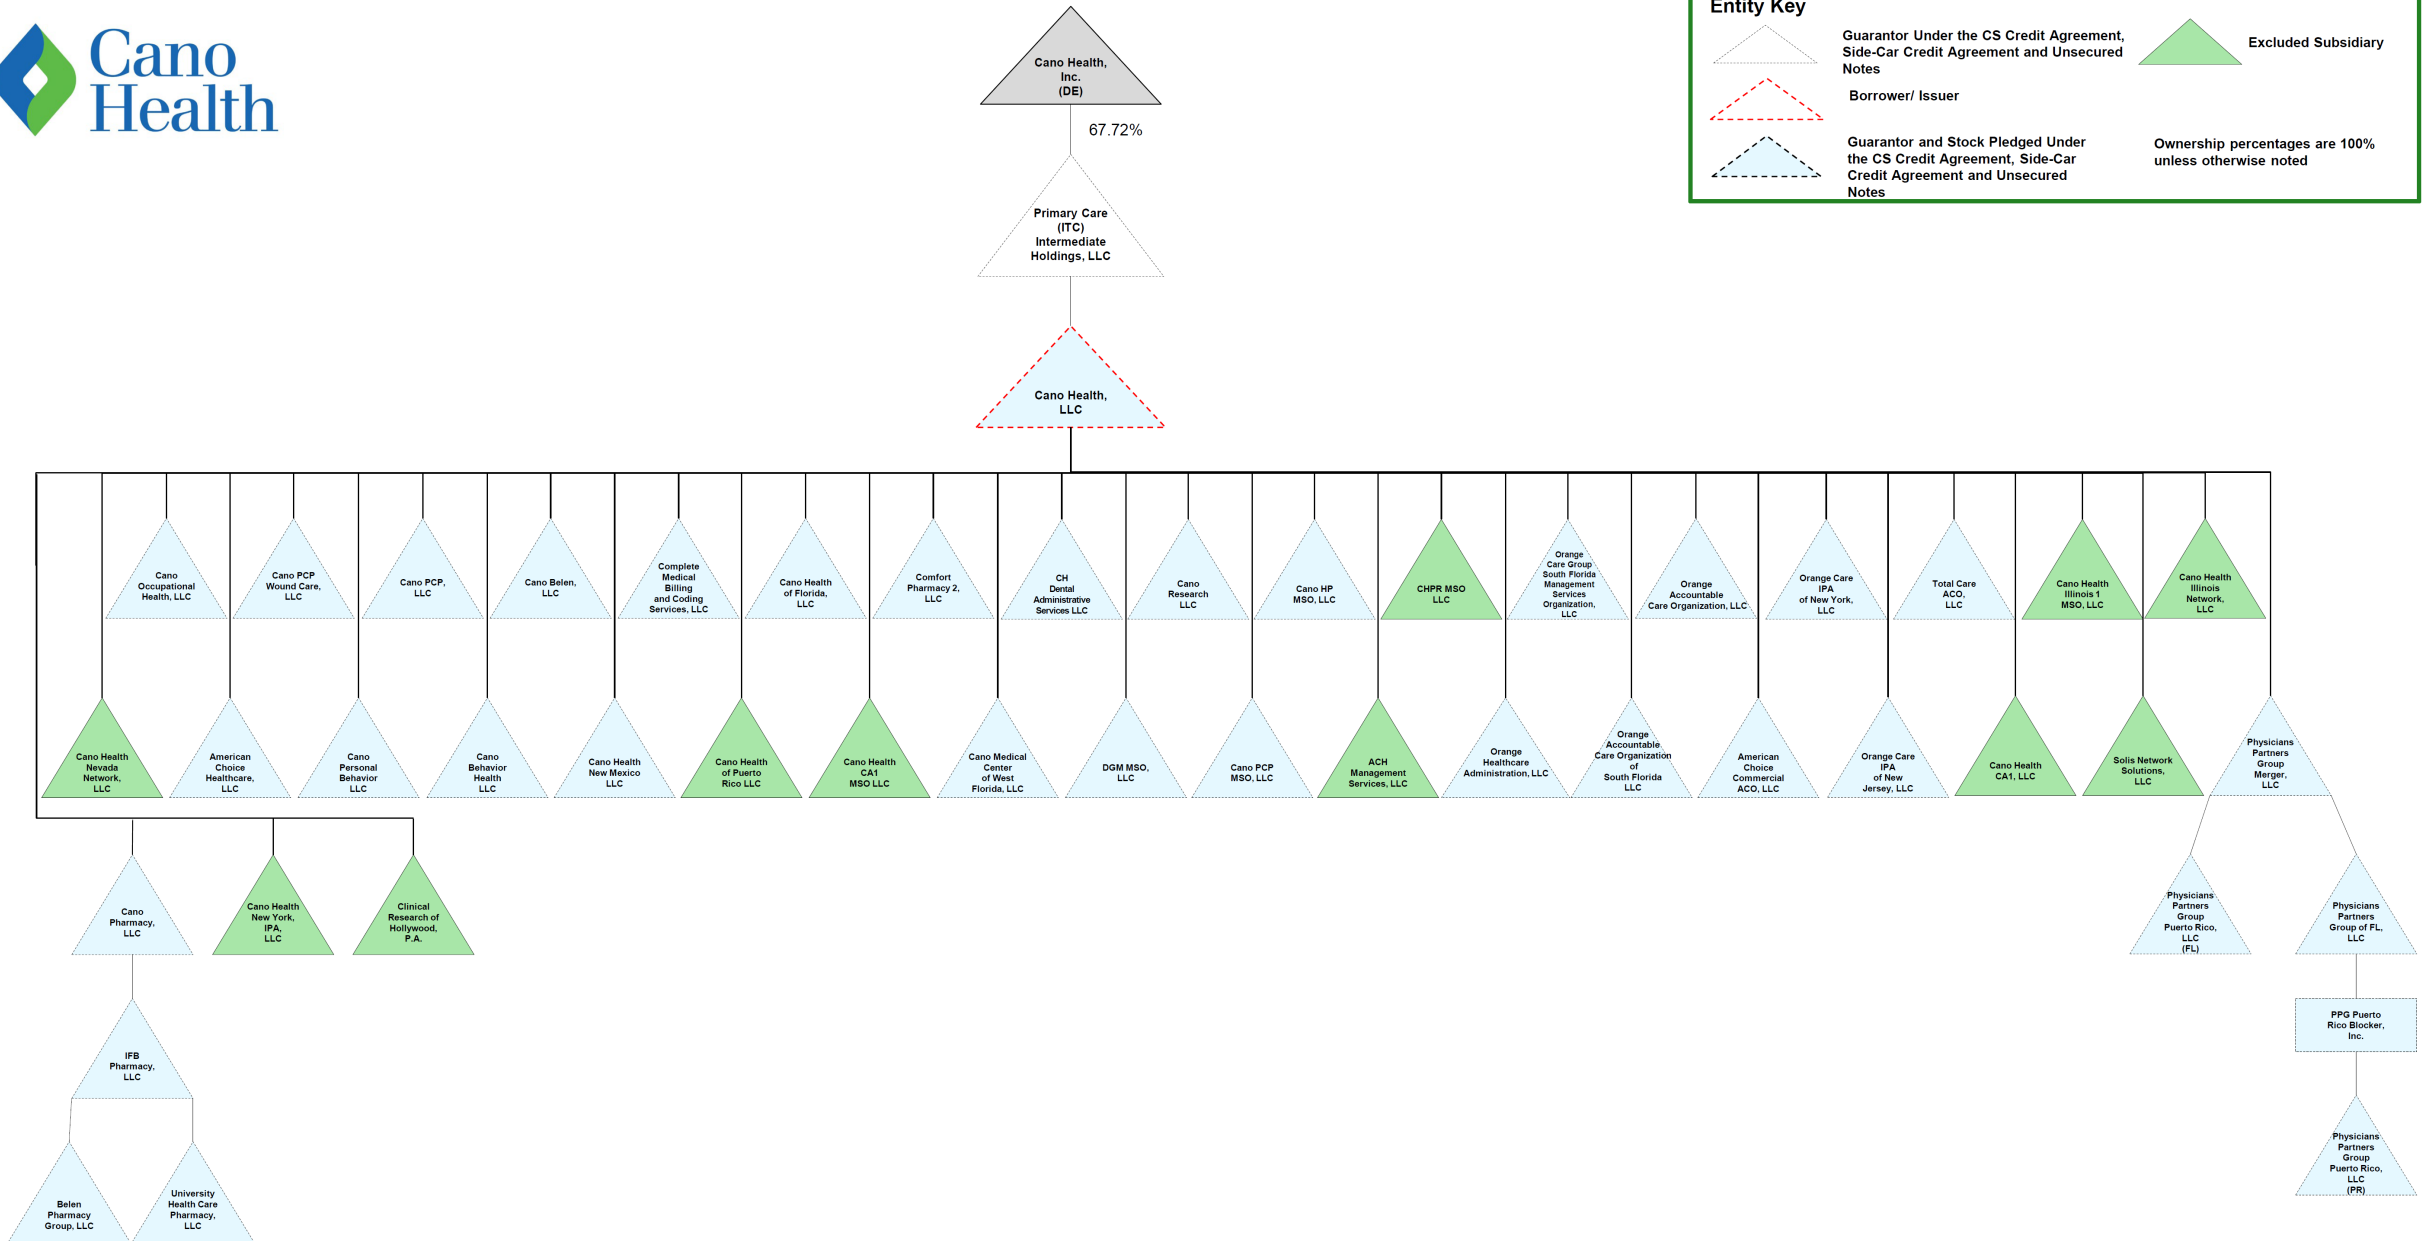 Cano
Health
Entity Key
Guarantor Under the CS Credit Agreement,
Side-Car Credit Agreement and Unsecured
Notes
Excluded Subsidiary
Borrower/ Issuer
Guarantor and Stock Pledged Under
the CS Credit Agreement, Side-Car
Credit Agreement and Unsecured
Notes
Ownership percentages are 100%
unless otherwise noted
Cano Health,
Inc.
(DE)
67.72%
Primary Care
(ITC)
Intermediate
Holdings, LLC
Cano Health,
LLC
Cano
Occupational
Health, LLC
Cano PCP
Wound Care,
LLC
Cano PCP,
LLC
Cano Belen,
LLC
Complete
Medical
Billing
and Coding
Services, LLC
Cano Health
of Florida,
LLC
Comfort
Pharmacy 2,
LLC
CH
Dental
Administrative
Services LLC
Cano
Research
LLC
Cano HP
MSO, LLC
CHPR MSO
LLC
Orange
Care Group
South Florida
Management
Services
Organization,
LLC
Orange
Accountable
Care Organization, LLC
Orange Care
IPA
of New York,
LLC
Total Care
ACO,
LLC
Cano Health
Illinois 1
MSO, LLC
Cano Health
Illinois
Network,
LLC
Cano Health
Nevada
Network,
LLC
American
Choice
Healthcare,
LLC
Cano
Personal
Behavior
LLC
Cano
Behavior
Health
LLC
Cano Health
New Mexico
LLC
Cano Health
of Puerto
Rico LLC
Cano Health
CA1
MSO LLC
Cano Medical
Center
of West
Florida, LLC
DGM MSO,
LLC
Cano PCP
MSO, LLC
ACH
Management
Services, LLC
Orange
Healthcare
Administration, LLC
Orange
Accountable
Care Organization
of
South Florida
LLC
American
Choice
Commercial
ACO, LLC
Orange Care
IPA
of New
Jersey, LLC
Cano Health
CA1, LLC
Solis Network
Solutions,
LLC
Physicians
Partners
Group
Merger,
LLC
Cano
Pharmacy,
LLC
Cano Health
New York,
IPA,
LLC
Clinical
Research of
Hollywood,
P.A.
Physicians
Partners
Group
Puerto Rico,
LLC
(FL)
Physicians
Partners
Group of FL,
LLC
IFB
Pharmacy,
LLC
PPG Puerto
Rico Blocker,
Inc.
Belen
Pharmacy
Group, LLC
University
Health Care
Pharmacy,
LLC
Physicians
Partners
Group
Puerto Rico,
LLC
(PR)